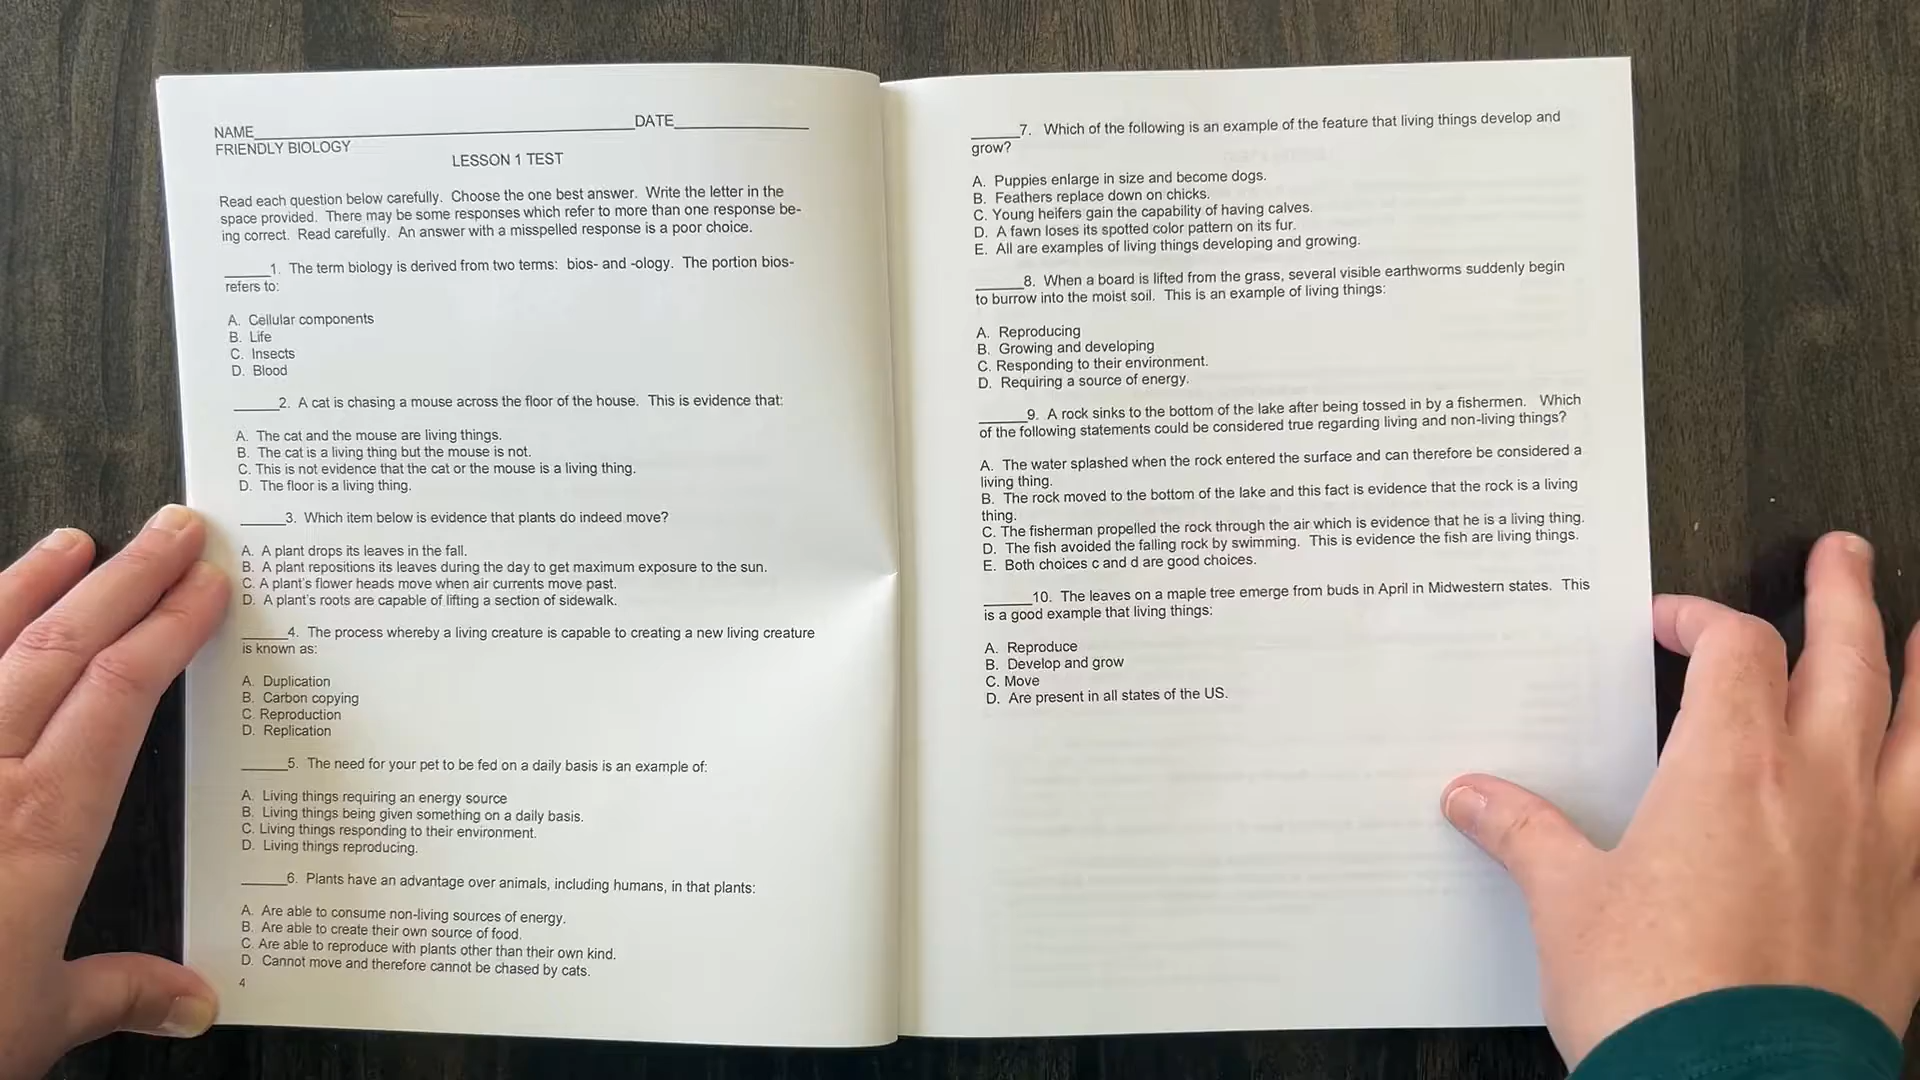 NAME____________________DATE__________
FRIENDLY BIOLOGY
LESSON 1 TEST
Read each question below carefully. Choose the one best answer. Write the letter in the
space provided. There may be some responses which refer to more than one response be-
ing correct. Read carefully. An answer with a misspelled response is a poor choice.
______1. The term biology is derived from two terms: bios- and -ology. The portion bios-
refers to:
A. Cellular components
B. Life
C. Insects
D. Blood
______2. A cat is chasing a mouse across the floor of the house. This is evidence that:
A. The cat and the mouse are living things.
B. The cat is a living thing but the mouse is not.
C. This is not evidence that the cat or the mouse is a living thing.
D. The floor is a living thing.
______3. Which item below is evidence that plants do indeed move?
A. A plant drops its leaves in the fall.
B. A plant repositions its leaves during the day to get maximum exposure to the sun.
C. A plant's flower heads move when air currents move past.
D. A plant's roots are capable of lifting a section of sidewalk.
______4. The process whereby a living creature is capable to creating a new living creature
is known as:
A. Duplication
B. Carbon copying
C. Reproduction
D. Replication
______5. The need for your pet to be fed on a daily basis is an example of:
A. Living things requiring an energy source
B. Living things being given something on a daily basis.
C. Living things responding to their environment.
D. Living things reproducing.
______6. Plants have an advantage over animals, including humans, in that plants:
A. Are able to consume non-living sources of energy.
B. Are able to create their own source of food.
C. Are able to reproduce with plants other than their own kind.
D. Cannot move and therefore cannot be chased by cats.
4
______7. Which of the following is an example of the feature that living things develop and
grow?
A. Puppies enlarge in size and become dogs.
B. Feathers replace down on chicks.
C. Young heifers gain the capability of having calves.
D. A fawn loses its spotted color pattern on its fur.
E. All are examples of living things developing and growing.
______8. When a board is lifted from the grass, several visible earthworms suddenly begin
to burrow into the moist soil. This is an example of living things:
A. Reproducing
B. Growing and developing
C. Responding to their environment.
D. Requiring a source of energy.
______9. A rock sinks to the bottom of the lake after being tossed in by a fishermen. Which
of the following statements could be considered true regarding living and non-living things?
A. The water splashed when the rock entered the surface and can therefore be considered a
living thing.
B. The rock moved to the bottom of the lake and this fact is evidence that the rock is a living
thing.
C. The fisherman propelled the rock through the air which is evidence that he is a living thing.
D. The fish avoided the falling rock by swimming. This is evidence the fish are living things.
E. Both choices c and d are good choices.
______10. The leaves on a maple tree emerge from buds in April in Midwestern states. This
is a good example that living things:
A. Reproduce
B. Develop and grow
C. Move
D. Are present in all states of the US.